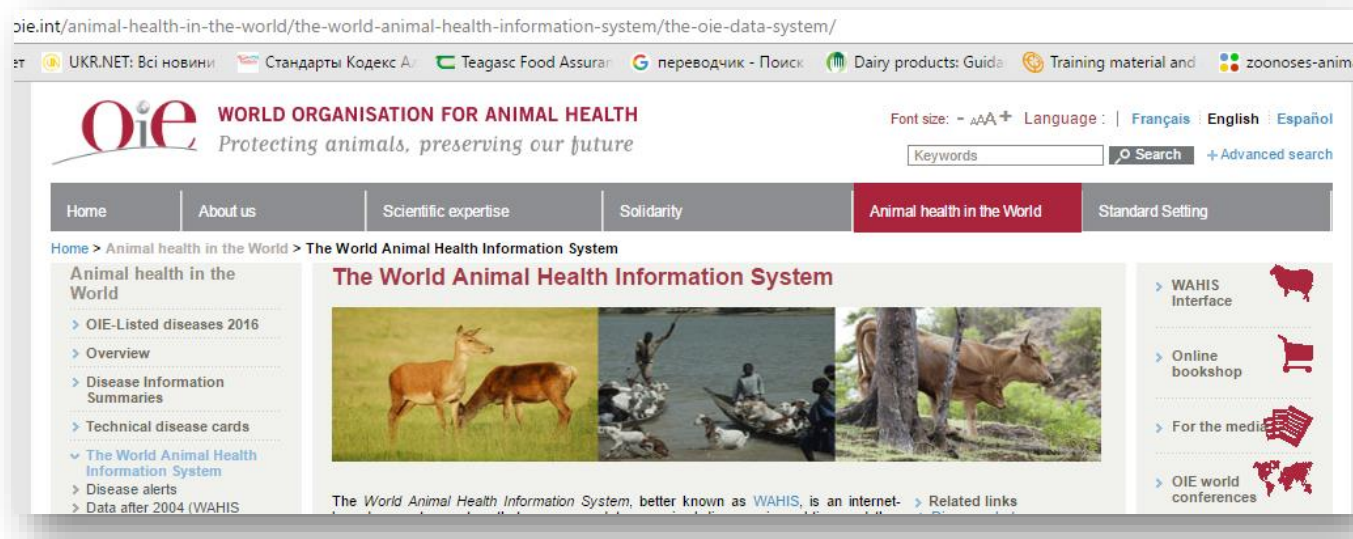 oie.int/animal-health-in-the-world/the-world-animal-health-information-system/the-oie-data-system/
ет UKR.NET: Всі новини Стандарты Кодекс Ал Teagasc Food Assuran переводчик - Поиск Dairy products: Guida Training material and zoonoses-anim
Oie WORLD ORGANISATION FOR ANIMAL HEALTH
Protecting animals, preserving our future
Font size: - AAA + Language : | Français English Español
Keywords Search + Advanced search
Home About us Scientific expertise Solidarity Animal health in the World Standard Setting
Home > Animal health in the World > The World Animal Health Information System
Animal health in the
World
> OIE-Listed diseases 2016
> Overview
> Disease Information
Summaries
> Technical disease cards
The World Animal Health
Information System
> Disease alerts
> Data after 2004 (WAHIS
The World Animal Health Information System
The World Animal Health Information System, better known as WAHIS, is an internet-
> Related links
> WAHIS
Interface
> Online
bookshop
> For the media
> OIE world
conferences